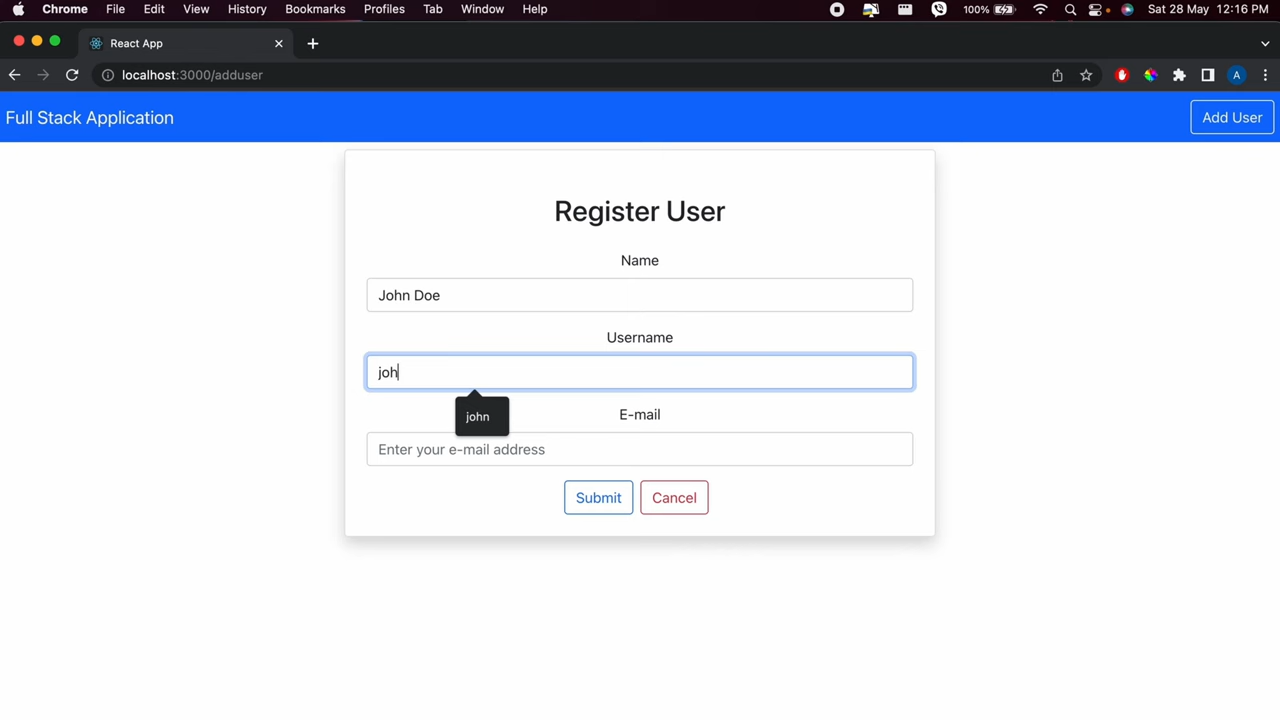 Chrome File Edit View History Bookmarks Profiles Tab Window Help 100% Sat 28 May 12:16 PM
React App
localhost:3000/adduser A
Full Stack Application Add User
Register User
Name
John Doe
Username
joh
john
E-mail
Enter your e-mail address
Submit Cancel